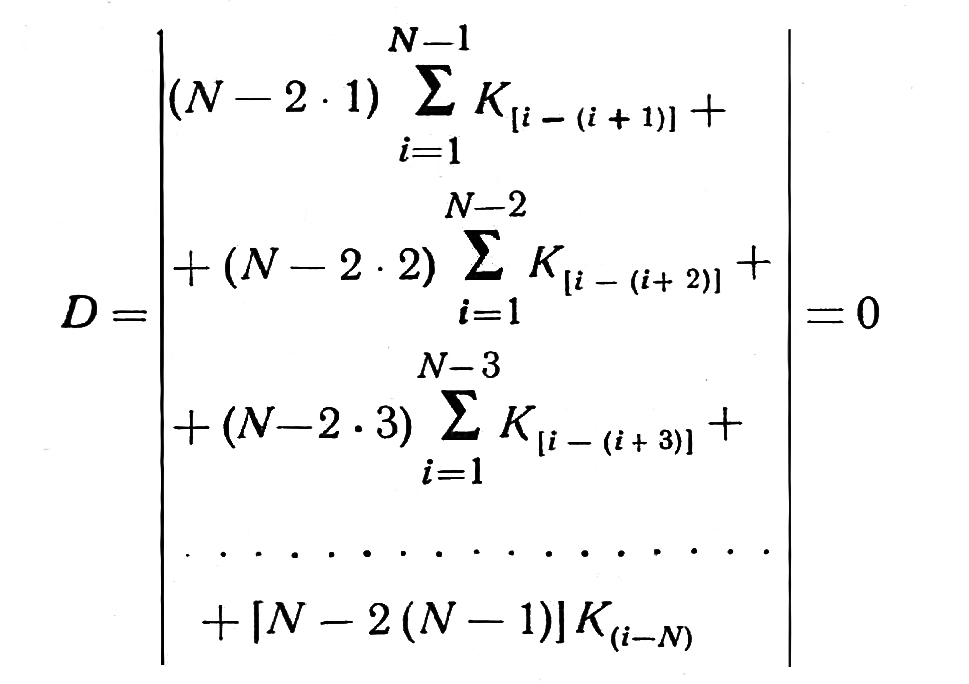 N—1
(N — 2 · 1) Σ K[i — (i + 1)] +
i=1
N—2
+ (N — 2 · 2) Σ K[i — (i+ 2)] +
i=1
D = = 0
N—3
+ (N—2 · 3) Σ K[i — (i + 3)] +
i=1
. . . . . . . . . . . . . . . . .
+ [N — 2 (N — 1)] K(i—N)